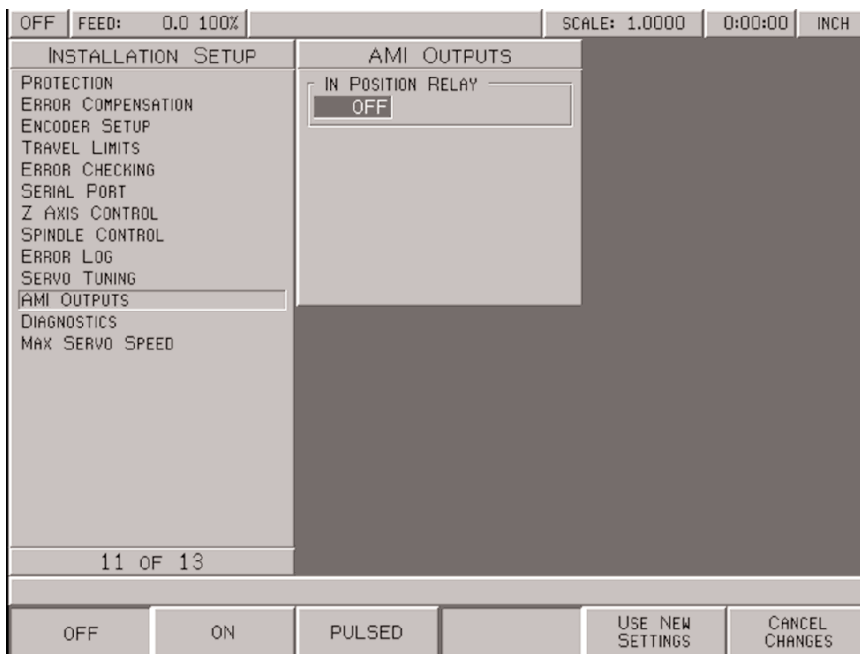 OFF FEED: 0.0 100% SCALE: 1.0000 0:00:00 INCH
INSTALLATION SETUP
PROTECTION
ERROR COMPENSATION
ENCODER SETUP
TRAVEL LIMITS
ERROR CHECKING
SERIAL PORT
Z AXIS CONTROL
SPINDLE CONTROL
ERROR LOG
SERVO TUNING
AMI OUTPUTS
DIAGNOSTICS
MAX SERVO SPEED
11 OF 13
AMI OUTPUTS
IN POSITION RELAY
OFF
OFF ON PULSED USE NEW SETTINGS CANCEL CHANGES